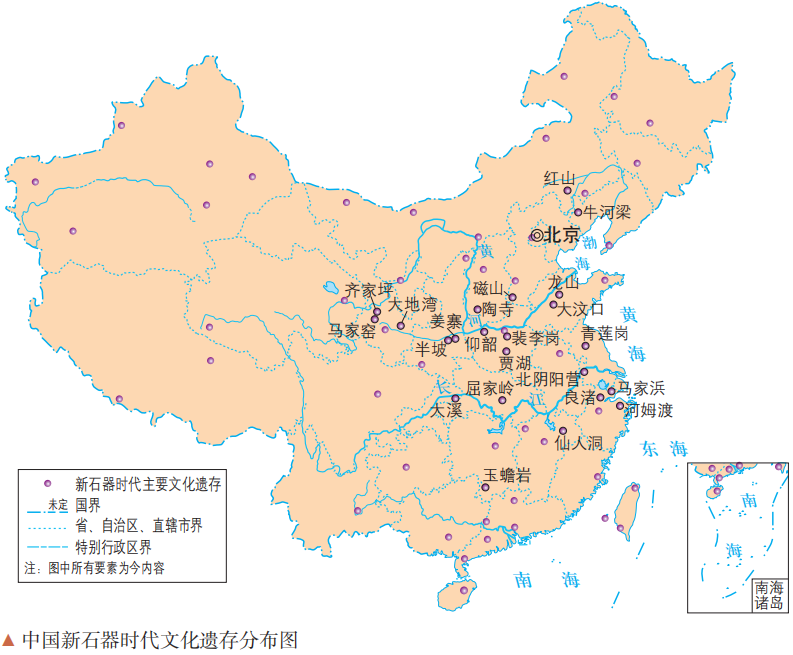 红山
牛河梁
北京
渤
海
黄
齐家坪
大地湾
磁山
龙山
陶寺
大汶口
黄
海
马家窑
姜寨
河
裴李岗
青莲岗
半坡
仰韶
贾湖
北阴阳营
长
屈家岭
江
良渚
马家浜
大溪
河姆渡
仙人洞
东海
玉蟾岩
新石器时代主要文化遗存
未定 国界
省、自治区、直辖市界
特别行政区界
注：图中所有要素为今内容
南海
南
海
南海
诸岛
▲ 中国新石器时代文化遗存分布图